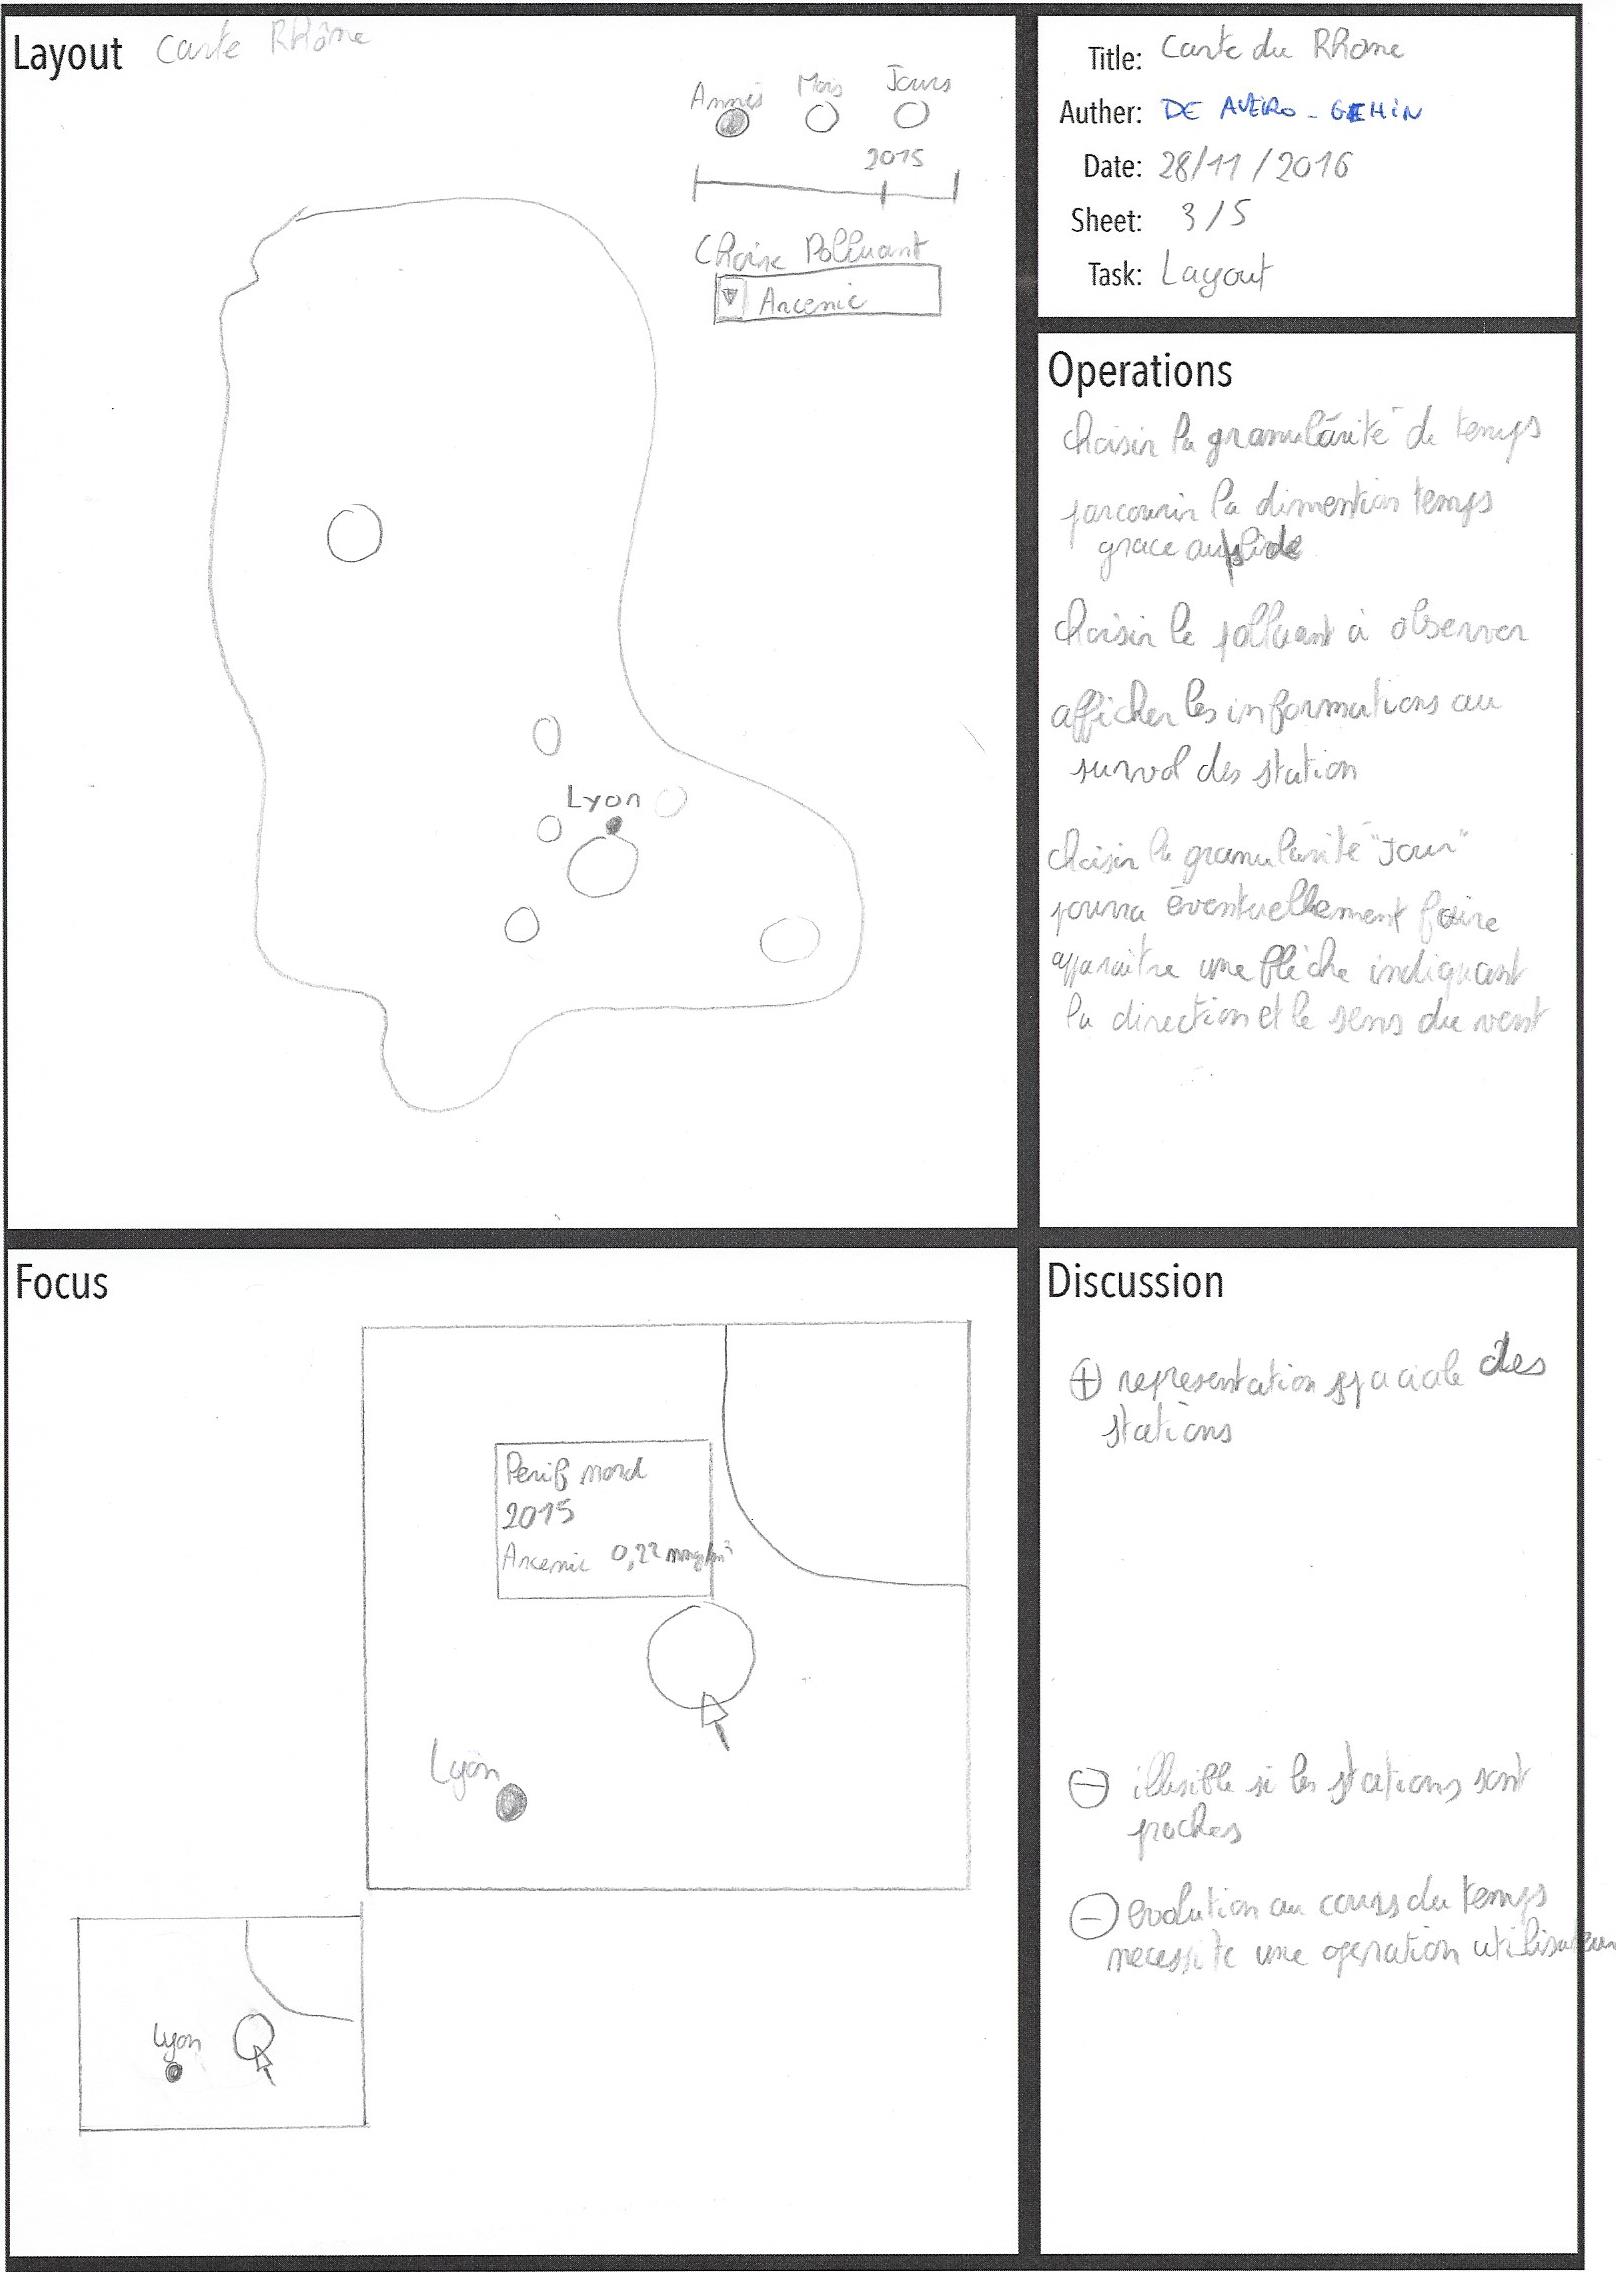 Layout Carte Rhône
Années Mois Jours
2015
Choix Polluant
Arcenic
Lyon
Title: Carte du Rhone
Auther: DE AVEIRO - GEHIN
Date: 28/11/2016
Sheet: 3/5
Task: Layout
Operations
choisir la granularité de temps
parcourir la dimention temps
grace au slide
choisir le polluant à observer
afficher les informations au
survol des station
choisir la granularité "Jour"
pourra éventuellement faire
apparaitre une flèche indiquant
la direction et le sens du vent
Focus
Perif nord
2015
Arcenic 0,22
Lyon
Lyon
Discussion
+ representation spaciale des
stations
- illisible si les stations sont
proches
- evolution au cours du temps
necessite une operation utilisateur